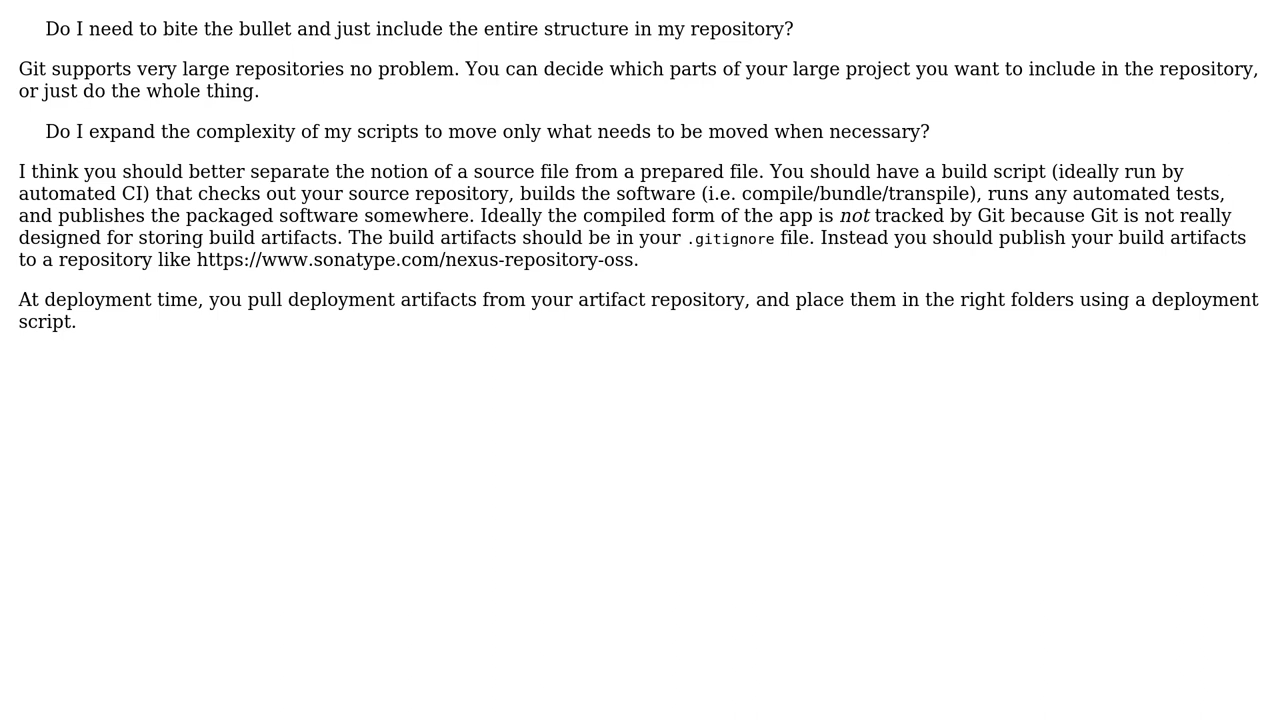 Do I need to bite the bullet and just include the entire structure in my repository?
Git supports very large repositories no problem. You can decide which parts of your large project you want to include in the repository,
or just do the whole thing.
Do I expand the complexity of my scripts to move only what needs to be moved when necessary?
I think you should better separate the notion of a source file from a prepared file. You should have a build script (ideally run by
automated CI) that checks out your source repository, builds the software (i.e. compile/bundle/transpile), runs any automated tests,
and publishes the packaged software somewhere. Ideally the compiled form of the app is not tracked by Git because Git is not really
designed for storing build artifacts. The build artifacts should be in your .gitignore file. Instead you should publish your build artifacts
to a repository like https://www.sonatype.com/nexus-repository-oss.
At deployment time, you pull deployment artifacts from your artifact repository, and place them in the right folders using a deployment
script.